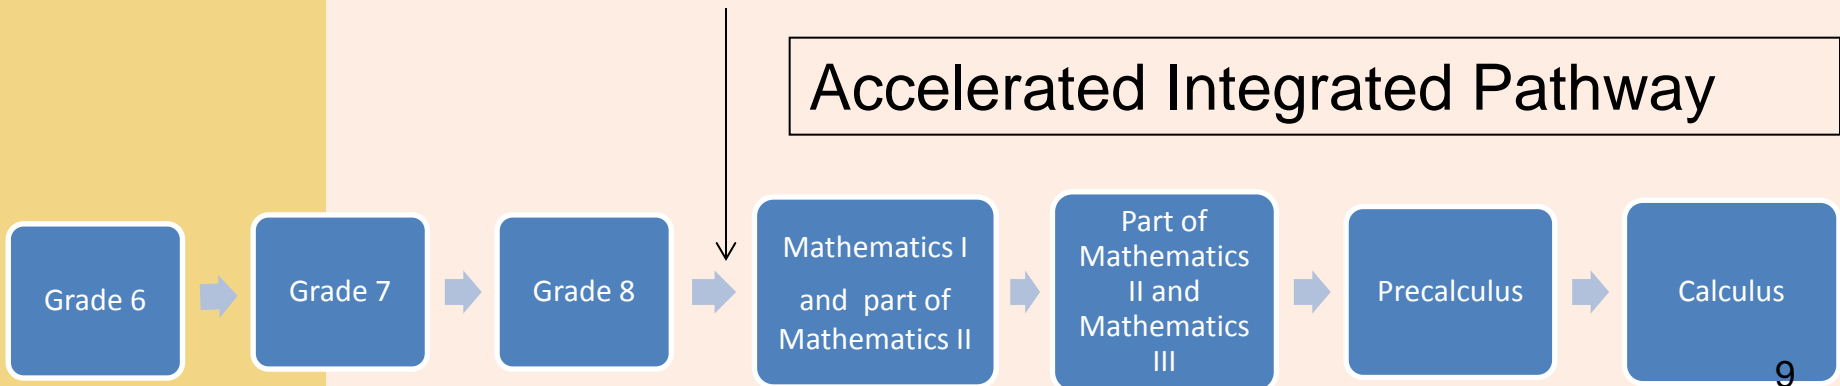 Accelerated Integrated Pathway
Grade 6
Grade 7
Grade 8
Mathematics I
and part of
Mathematics II
Part of
Mathematics
II and
Mathematics
III
Precalculus
Calculus
9